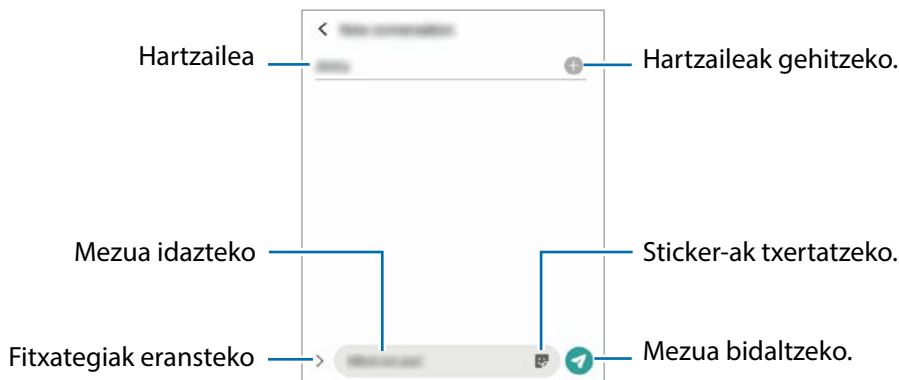 Hartzailea
Hartzaileak gehitzeko.
Mezua idazteko
Sticker-ak txertatzeko.
Fitxategiak eransteko
Mezua bidaltzeko.